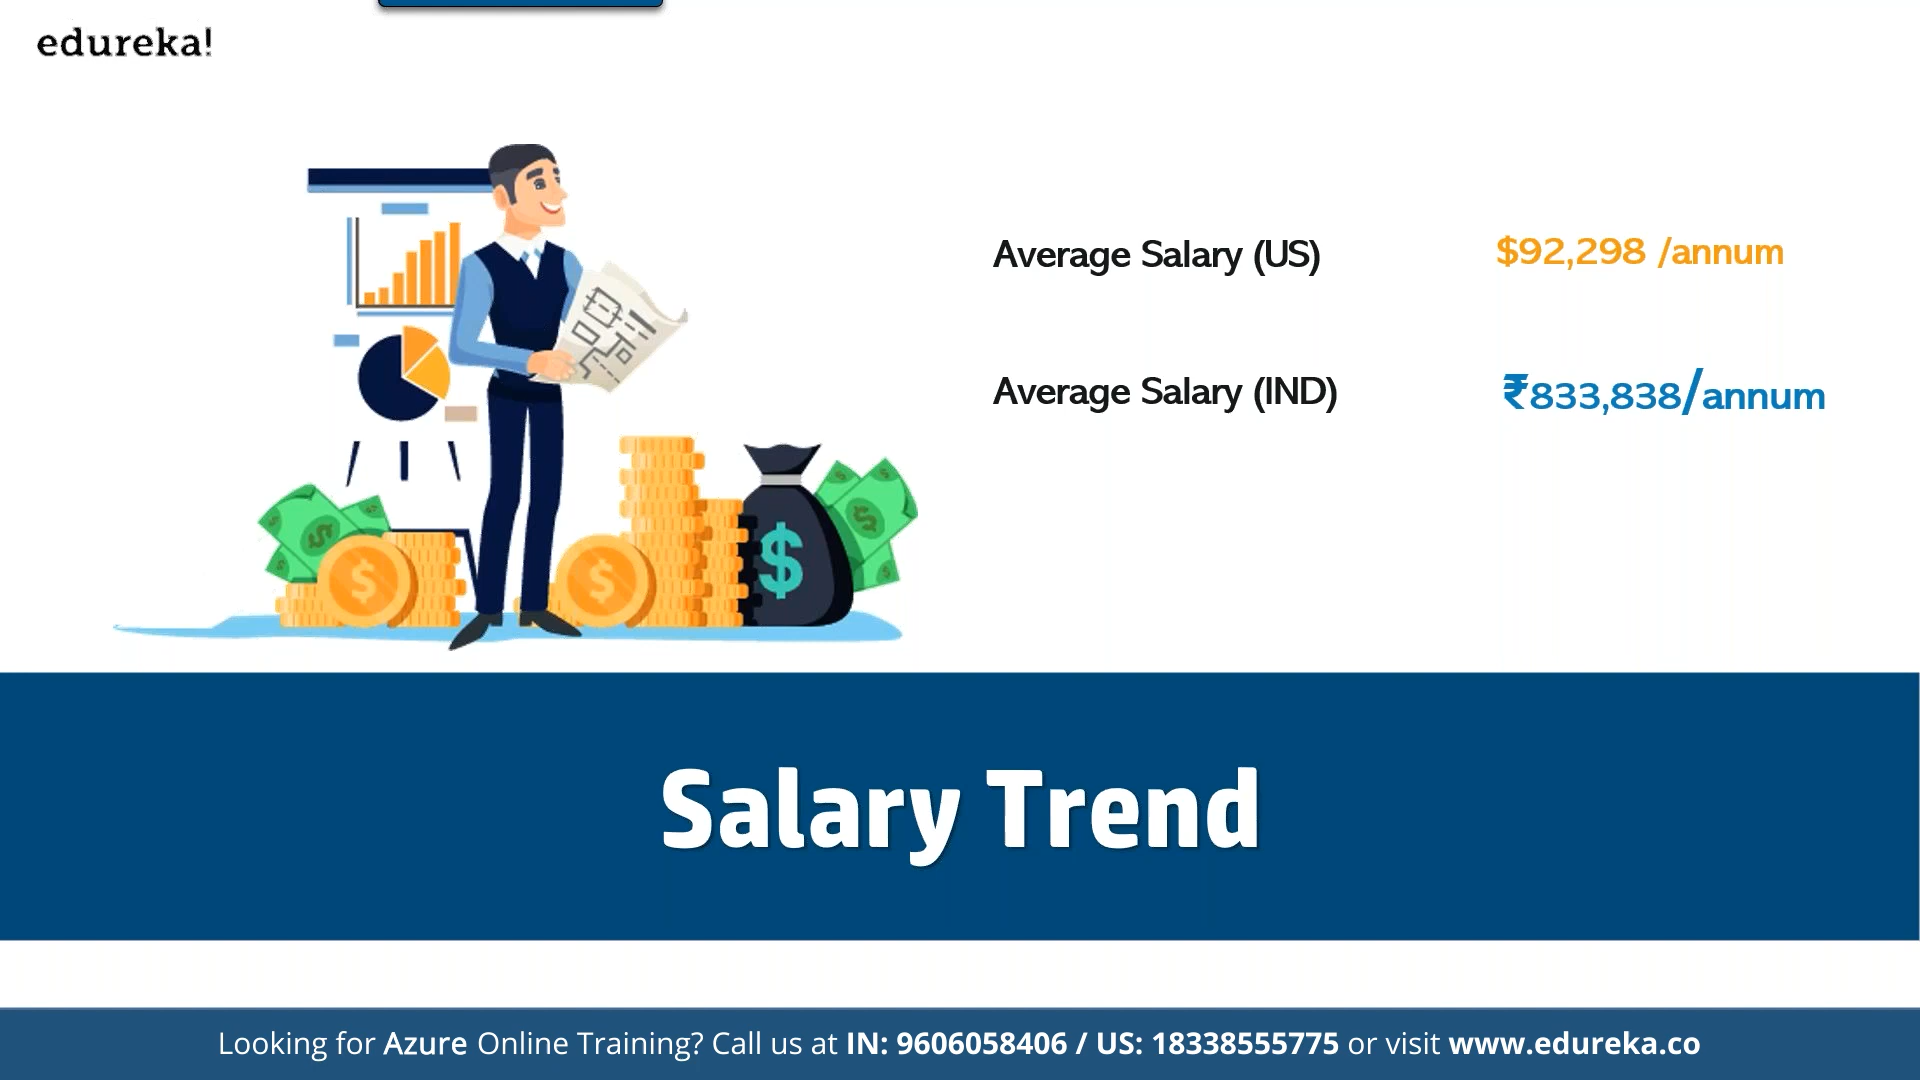 edureka!
Average Salary (US)
$92,298 /annum
Average Salary (IND)
₹833,838/annum
$
$
$
$
$
Salary Trend
Looking for Azure Online Training? Call us at IN: 9606058406 / US: 18338555775 or visit www.edureka.co